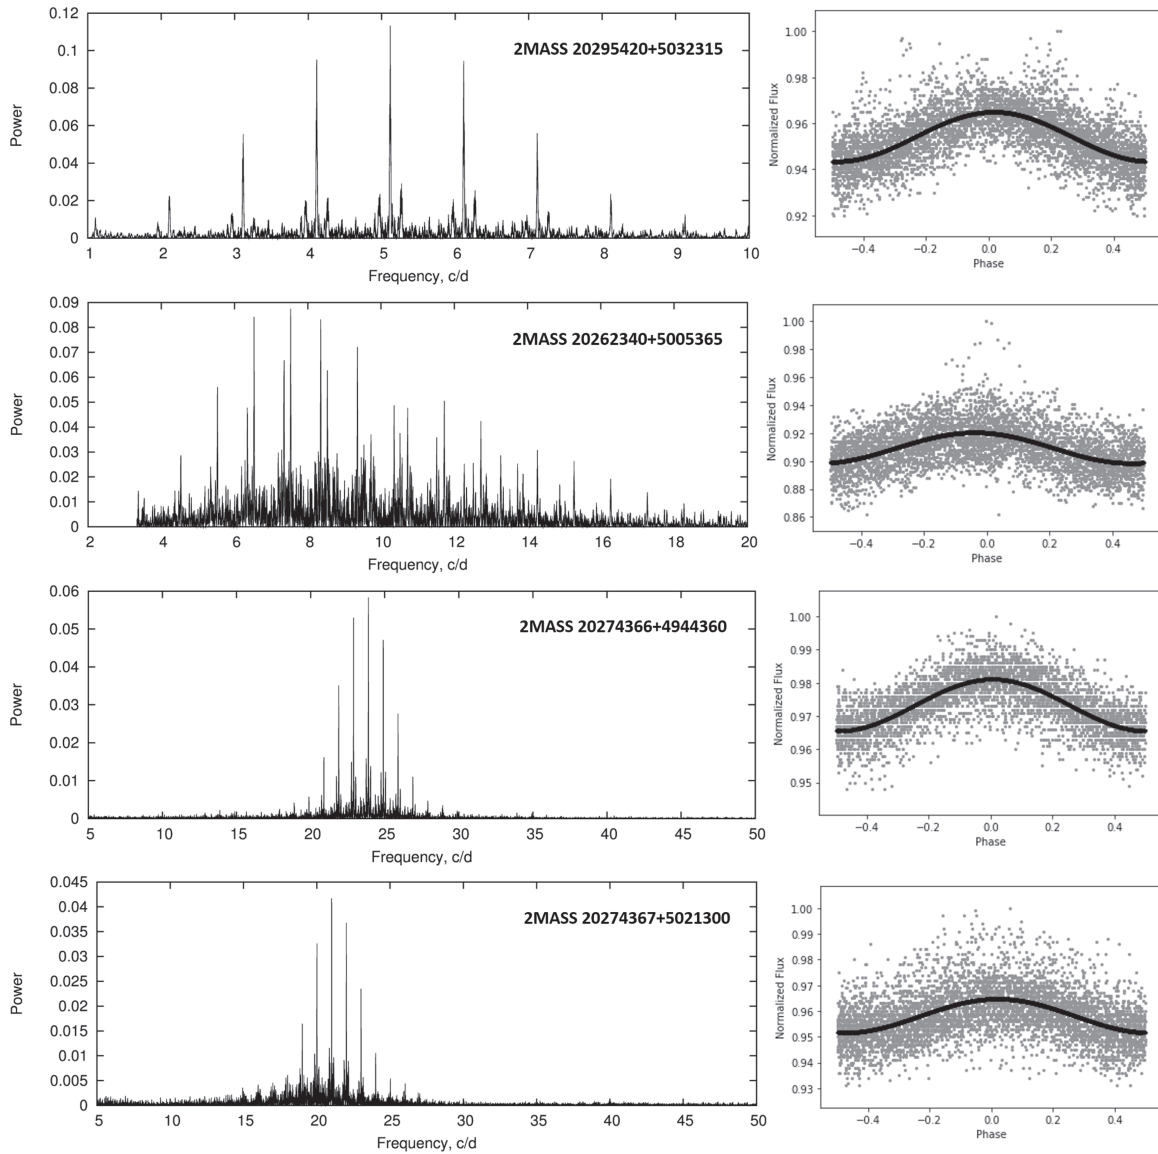 0.12
0.1
0.08
0.06
0.04
0.02
0
Power
2MASS 20295420+5032315
1 2 3 4 5 6 7 8 9 10
Frequency, c/d
1.00
0.98
0.96
0.94
0.92
Normalized Flux
−0.4 −0.2 0.0 0.2 0.4
Phase
0.09
0.08
0.07
0.06
0.05
0.04
0.03
0.02
0.01
0
Power
2MASS 20262340+5005365
2 4 6 8 10 12 14 16 18 20
Frequency, c/d
1.00
0.98
0.96
0.94
0.92
0.90
0.88
0.86
Normalized Flux
−0.4 −0.2 0.0 0.2 0.4
Phase
0.06
0.05
0.04
0.03
0.02
0.01
0
Power
2MASS 20274366+4944360
5 10 15 20 25 30 35 40 45 50
Frequency, c/d
1.00
0.99
0.98
0.97
0.96
0.95
Normalized Flux
−0.4 −0.2 0.0 0.2 0.4
Phase
0.045
0.04
0.035
0.03
0.025
0.02
0.015
0.01
0.005
0
Power
2MASS 20274367+5021300
5 10 15 20 25 30 35 40 45 50
Frequency, c/d
1.00
0.99
0.98
0.97
0.96
0.95
0.94
0.93
Normalized Flux
−0.4 −0.2 0.0 0.2 0.4
Phase